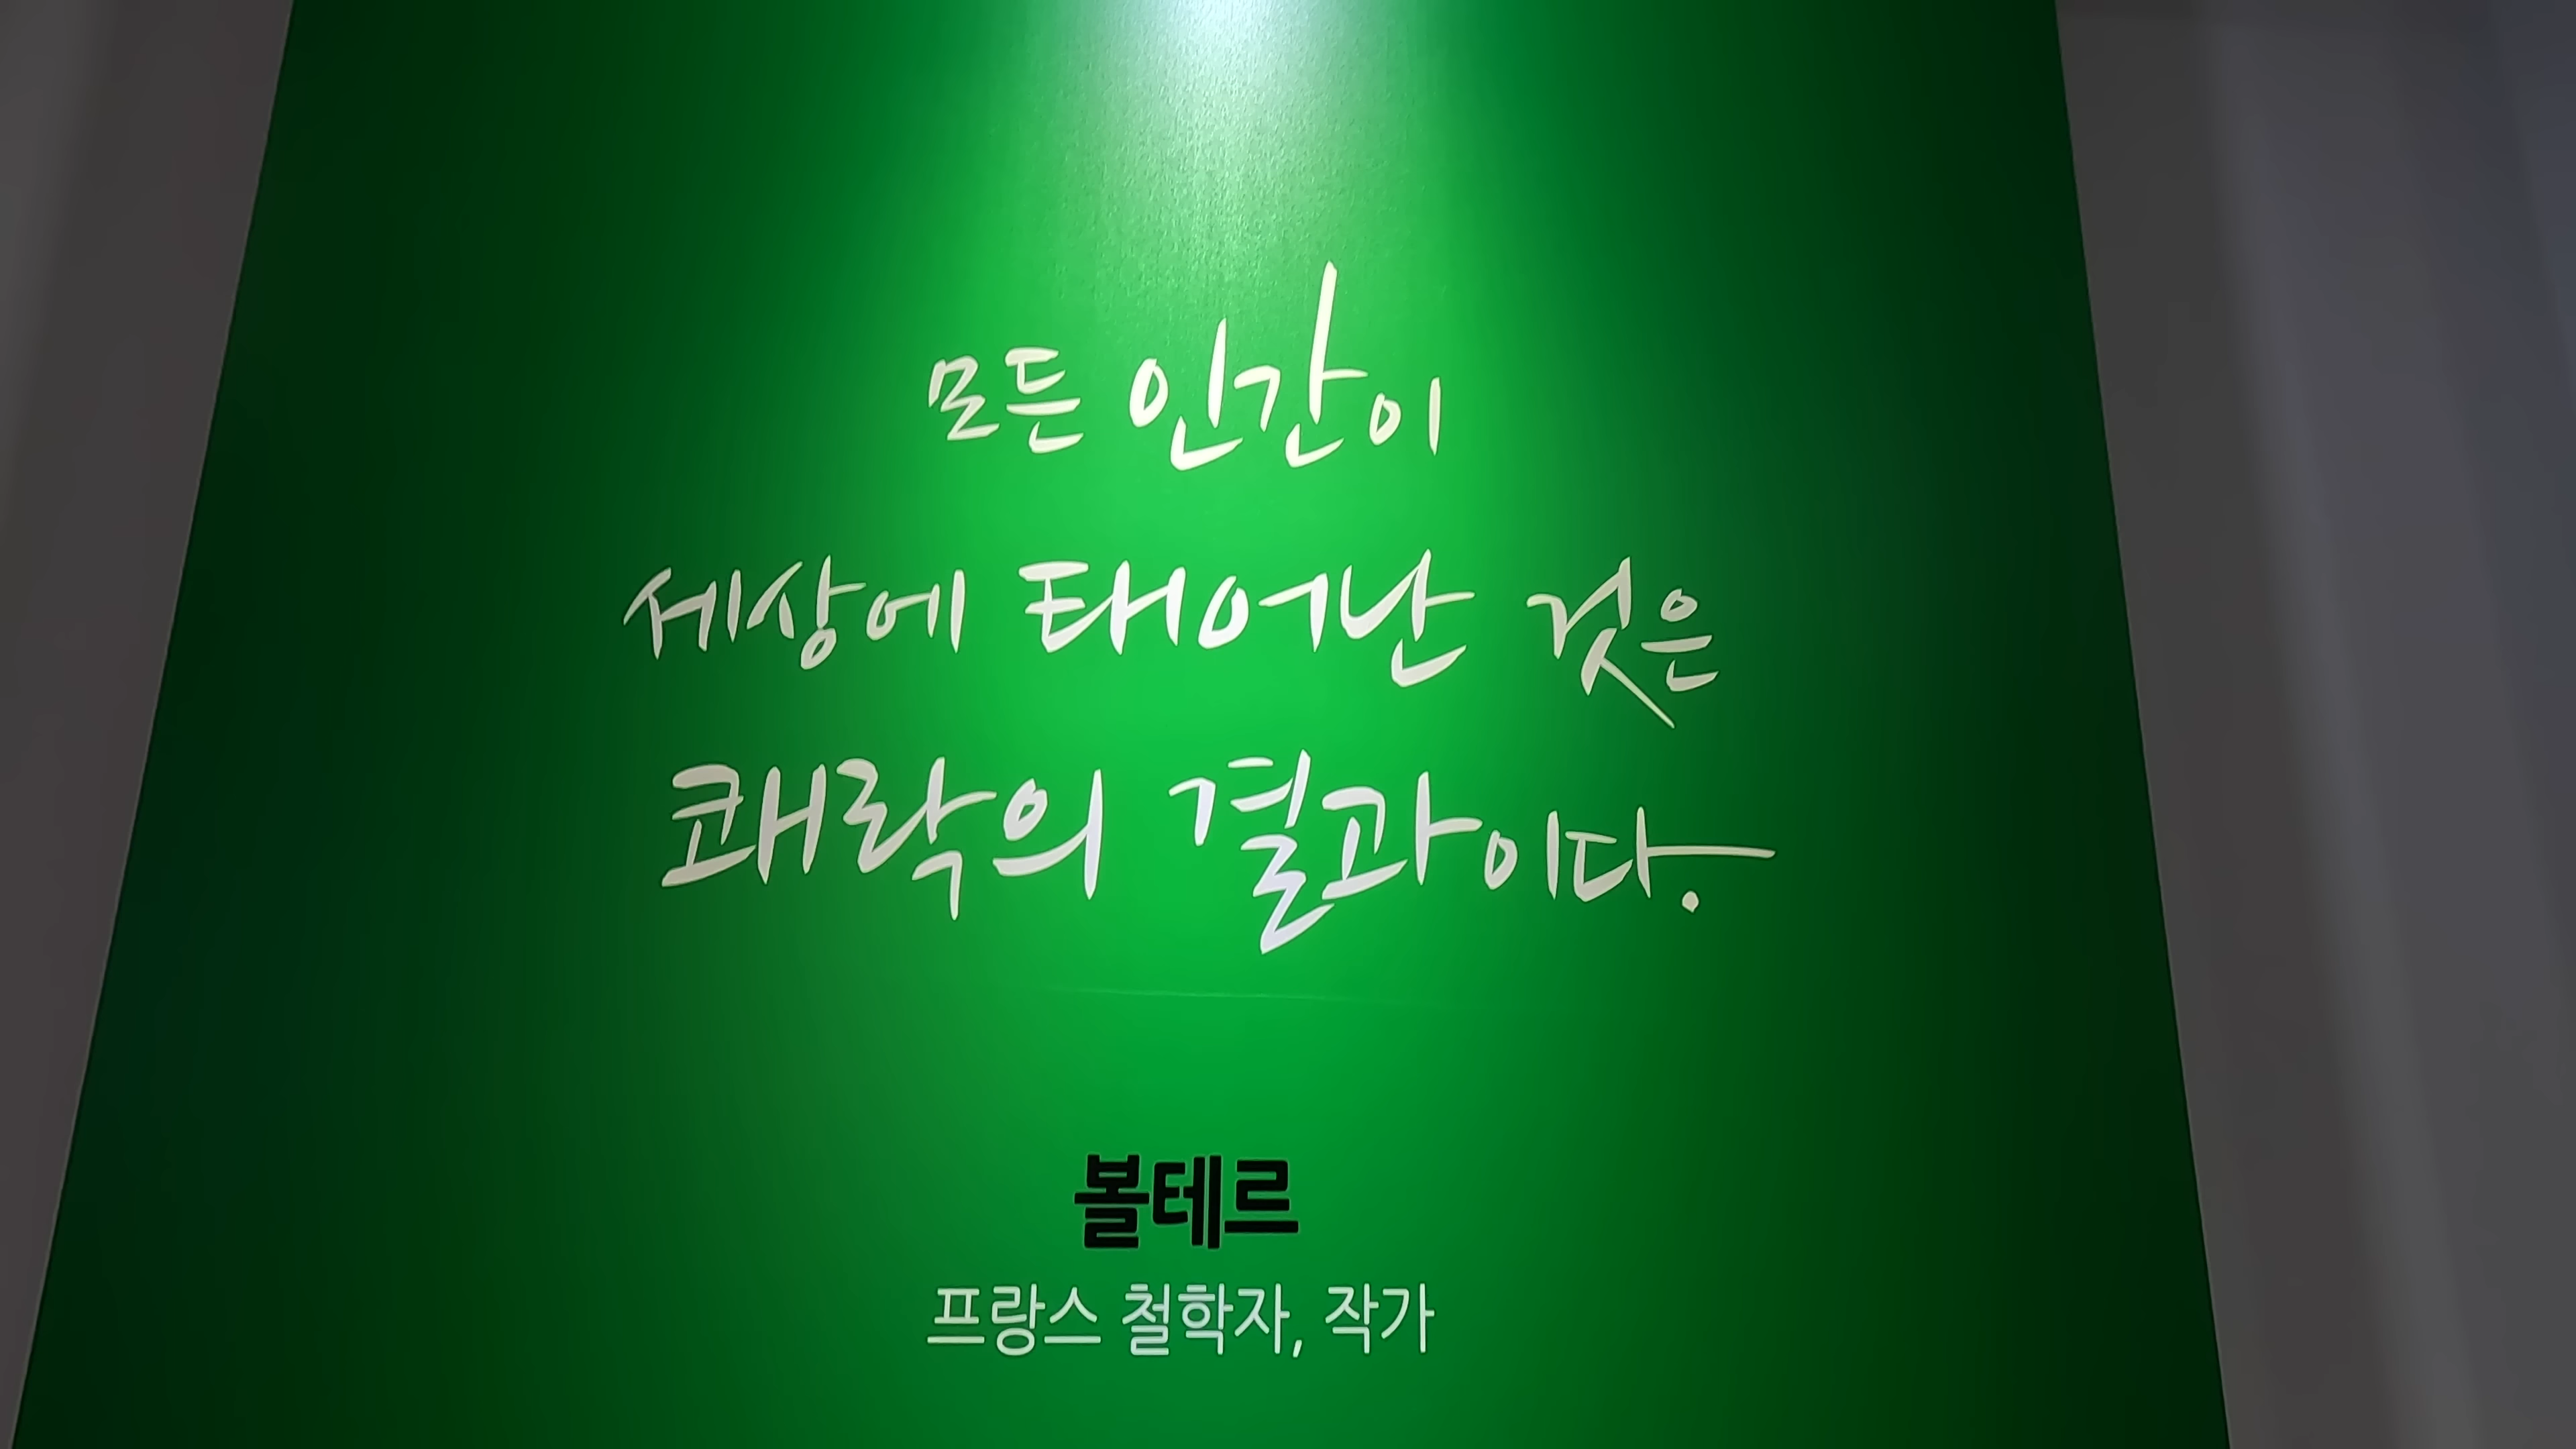 모든 인간이
세상에 태어난 것은
쾌락의 결과이다.
볼테르
프랑스 철학자, 작가